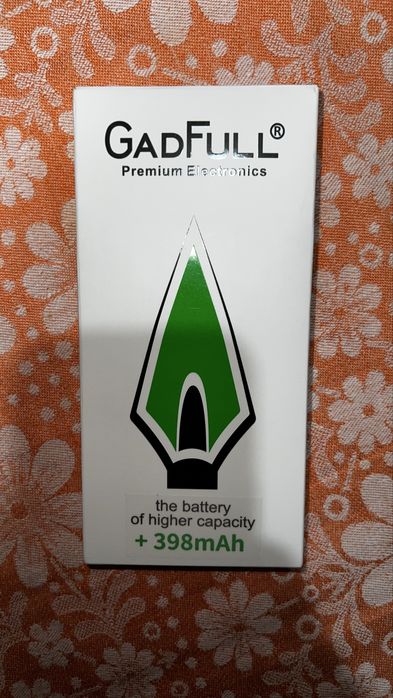 GADFULL®
Premium Electronics
the battery
of higher capacity
+ 398mAh